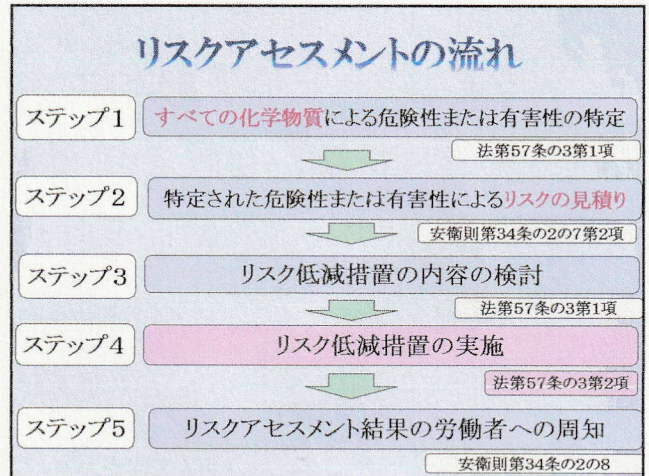 リスクアセスメントの流れ
ステップ1
すべての化学物質による危険性または有害性の特定
法第57条の3第1項
ステップ2
特定された危険性または有害性によるリスクの見積り
安衛則第34条の2の7第2項
ステップ3
リスク低減措置の内容の検討
法第57条の3第1項
ステップ4
リスク低減措置の実施
法第57条の3第2項
ステップ5
リスクアセスメント結果の労働者への周知
安衛則第34条の2の8